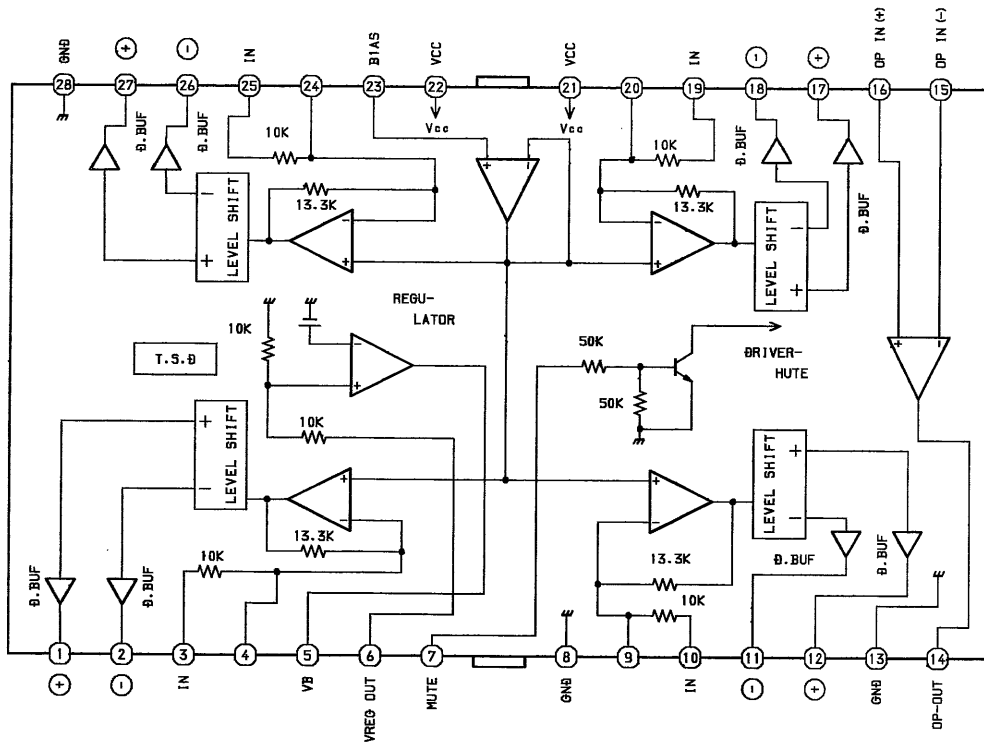 GND + - IN BIAS VCC VCC IN - + OP IN(+) OP IN(-)
28 27 26 25 24 23 22 21 20 19 18 17 16 15
Vcc Vcc
D.BUF D.BUF 10K + - 10K D.BUF D.BUF
13.3K 13.3K
LEVEL SHIFT - + - + - + LEVEL SHIFT - +
REGU-
LATOR
10K - +
T.S.D
50K
50K
DRIVER-
HUTE
+ -
10K
LEVEL SHIFT + - + - + - LEVEL SHIFT + -
13.3K 13.3K
10K 10K
D.BUF D.BUF D.BUF D.BUF
1 2 3 4 5 6 7 8 9 10 11 12 13 14
+ - IN VB VREG OUT MUTE GND IN - + GND OP-OUT